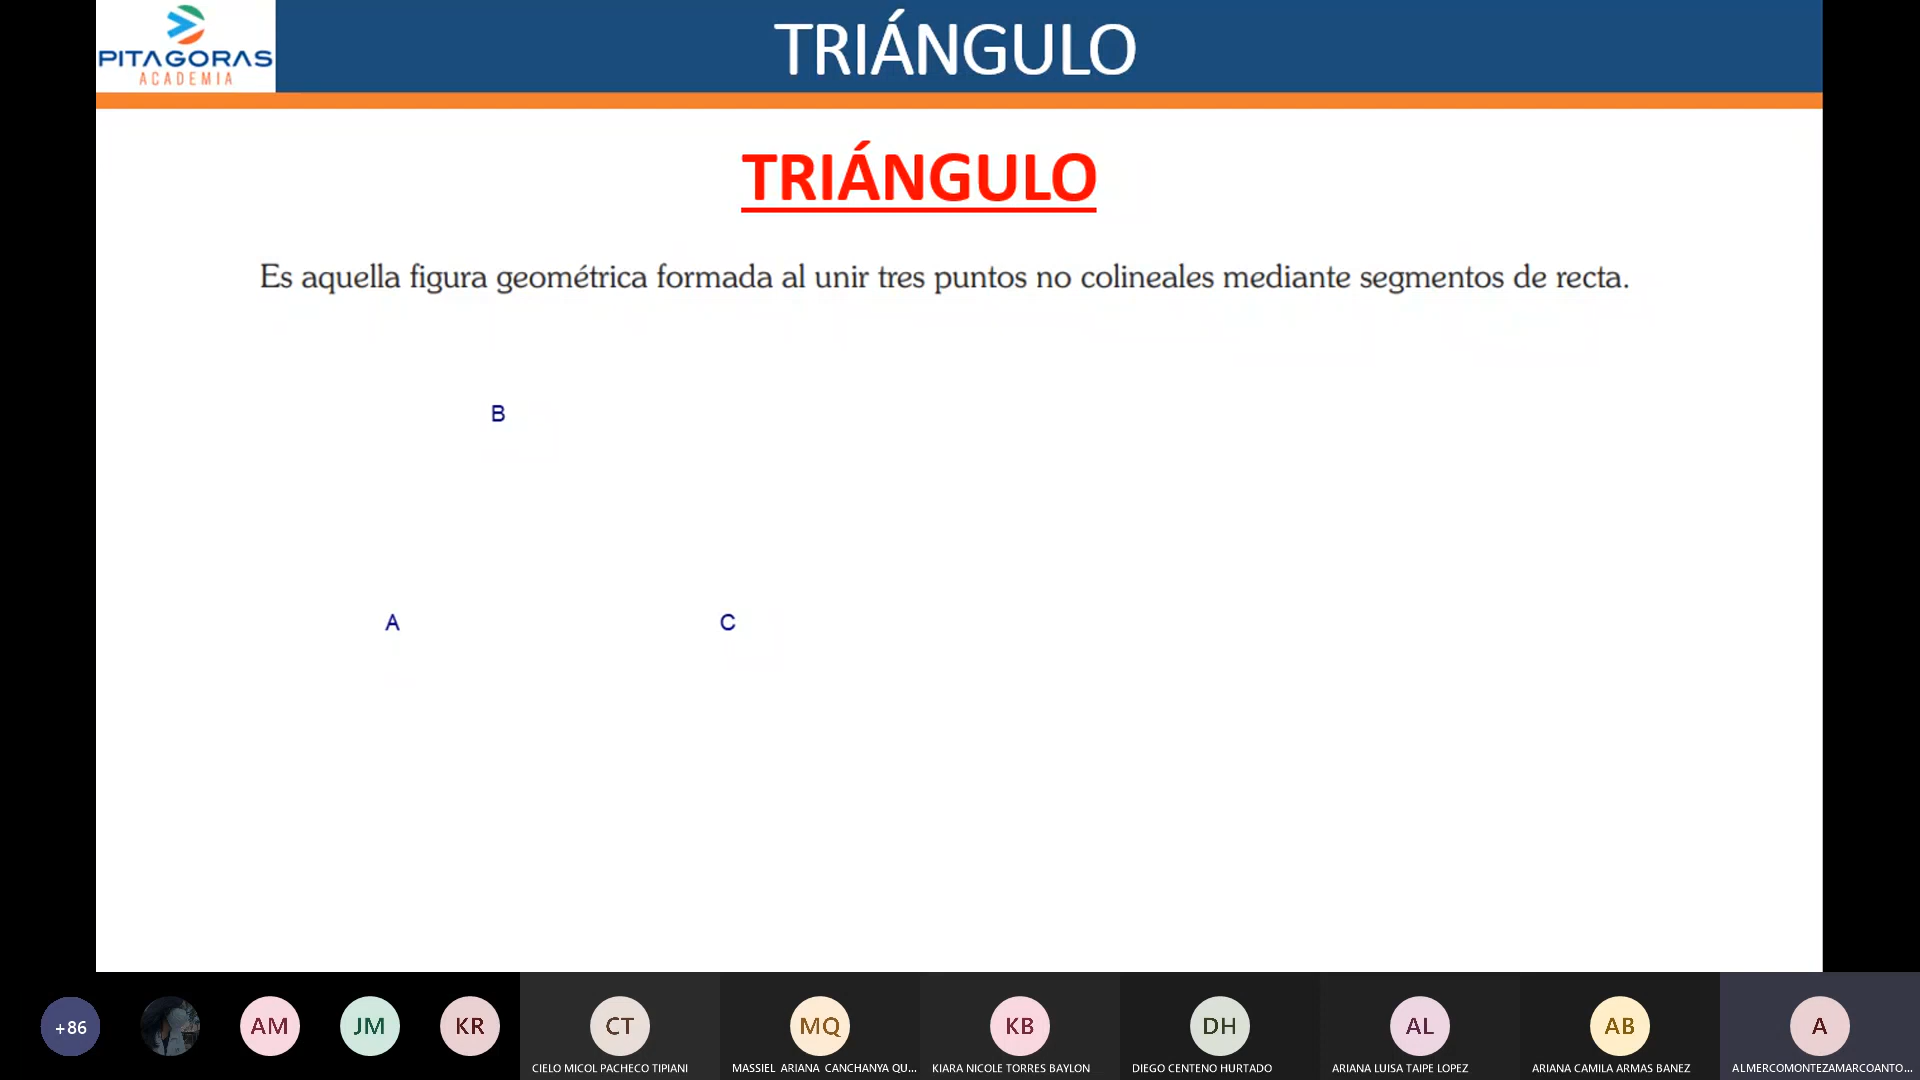 PITAGORAS
ACADEMIA
TRIÁNGULO
TRIÁNGULO
Es aquella figura geométrica formada al unir tres puntos no colineales mediante segmentos de recta.
B
A
C
+86
AM
JM
KR
CT
MQ
KB
DH
AL
AB
A
CIELO MICOL PACHECO TIPIANI
MASSIEL ARIANA CANCHANYA QU...
KIARA NICOLE TORRES BAYLON
DIEGO CENTENO HURTADO
ARIANA LUISA TAIPE LOPEZ
ARIANA CAMILA ARMAS BANEZ
ALMERCOMONTEZAMARCOANTO...